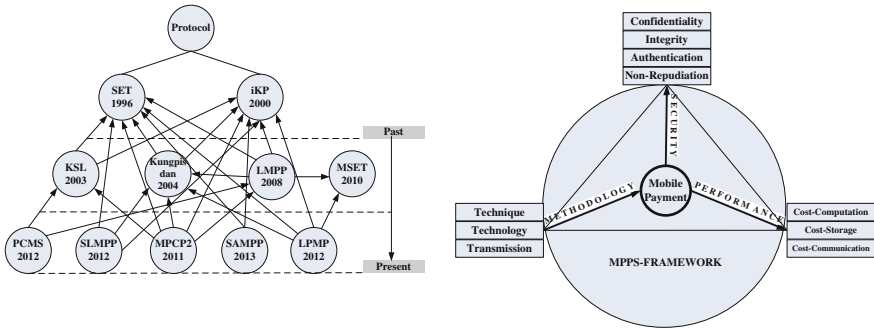 Protocol
SET
1996
iKP
2000
Past
KSL
2003
Kungpis
dan
2004
LMPP
2008
MSET
2010
PCMS
2012
SLMPP
2012
MPCP2
2011
SAMPP
2013
LPMP
2012
Present
Confidentiality
Integrity
Authentication
Non-Repudiation
SECURITY
Mobile
Payment
METHODOLOGY
PERFORMANCE
Technique
Technology
Transmission
Cost-Computation
Cost-Storage
Cost-Communication
MPPS-FRAMEWORK